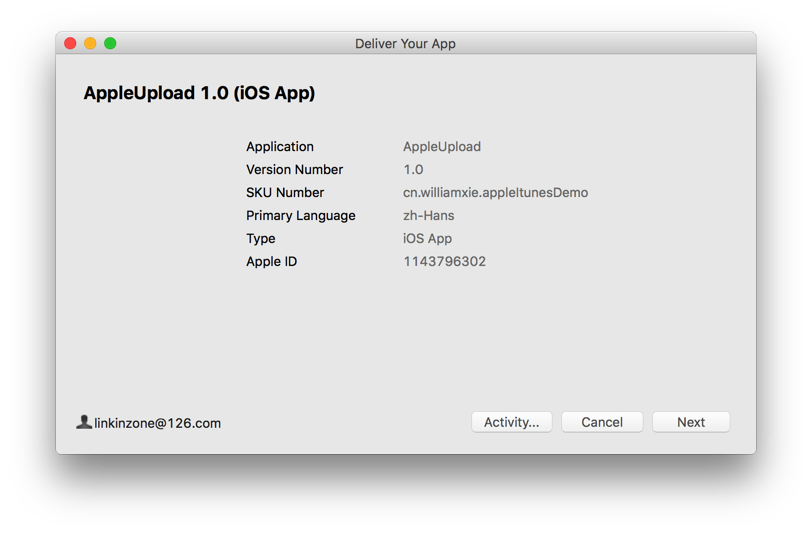 Deliver Your App
AppleUpload 1.0 (iOS App)
Application AppleUpload
Version Number 1.0
SKU Number cn.williamxie.appleItunesDemo
Primary Language zh-Hans
Type iOS App
Apple ID 1143796302
linkinzone@126.com Activity... Cancel Next